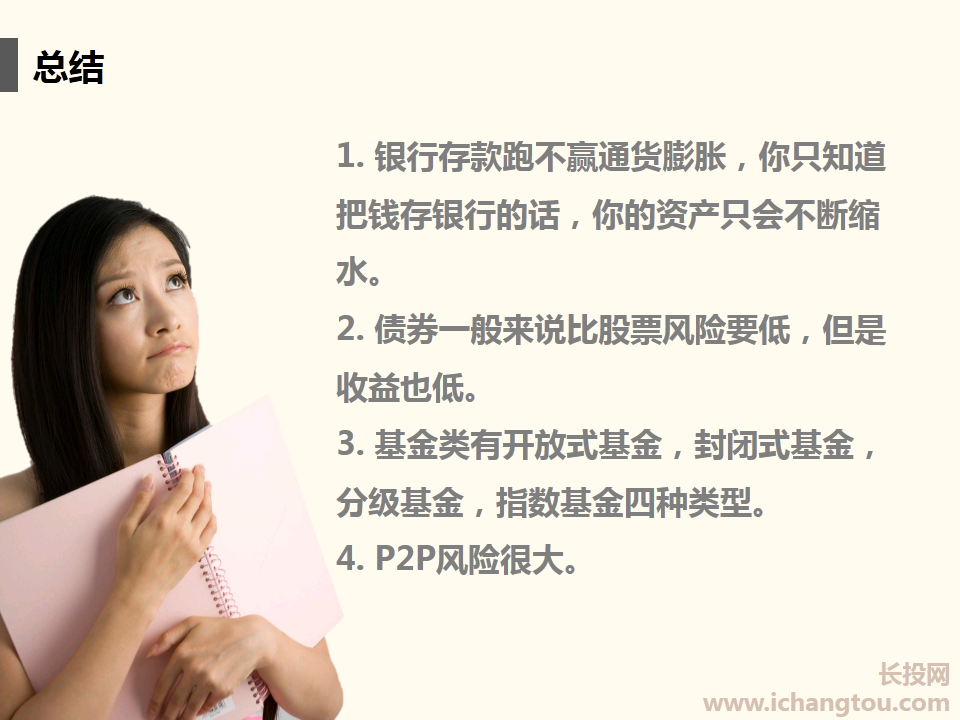 总结
1. 银行存款跑不赢通货膨胀，你只知道
把钱存银行的话，你的资产只会不断缩
水。
2. 债券一般来说比股票风险要低，但是
收益也低。
3. 基金类有开放式基金，封闭式基金，
分级基金，指数基金四种类型。
4. P2P风险很大。
长投网
www.ichangtou.com